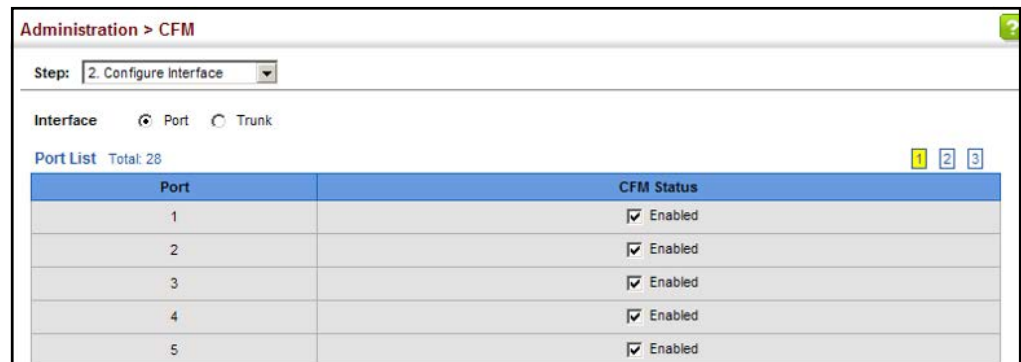 Administration > CFM
?
Step: 2. Configure Interface
Interface Port Trunk
Port List Total: 28 1 2 3
Port CFM Status
1 Enabled
2 Enabled
3 Enabled
4 Enabled
5 Enabled